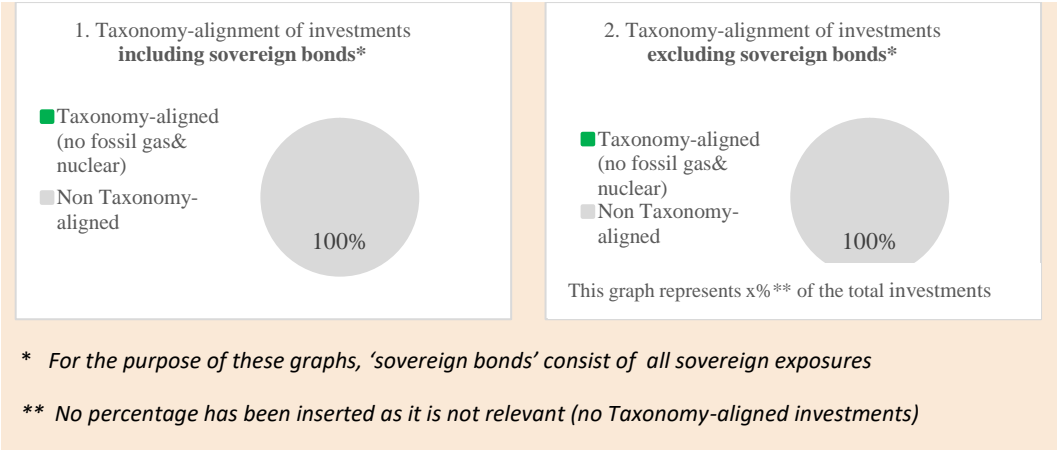 1. Taxonomy-alignment of investments
including sovereign bonds*
Taxonomy-aligned
(no fossil gas&
nuclear)
Non Taxonomy-
aligned
100%
2. Taxonomy-alignment of investments
excluding sovereign bonds*
Taxonomy-aligned
(no fossil gas&
nuclear)
Non Taxonomy-
aligned
100%
This graph represents x%** of the total investments
* For the purpose of these graphs, ‘sovereign bonds’ consist of all sovereign exposures
** No percentage has been inserted as it is not relevant (no Taxonomy-aligned investments)